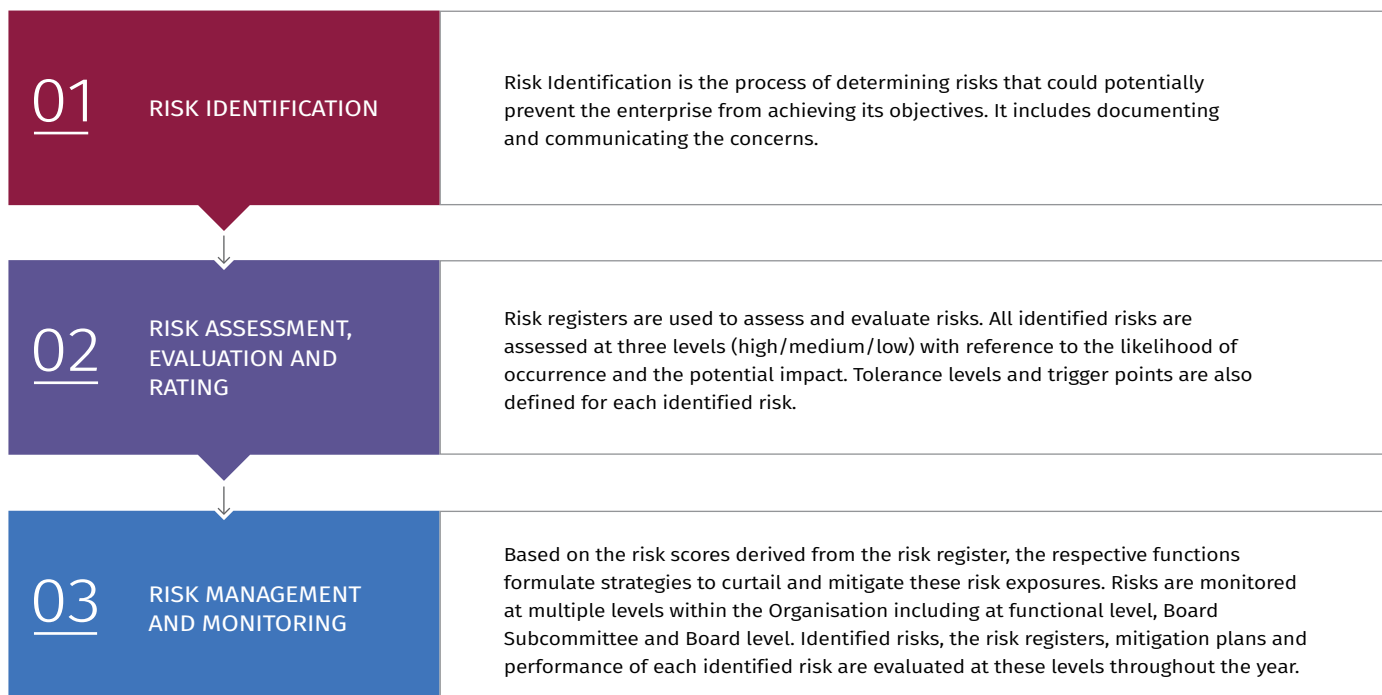 01
RISK IDENTIFICATION
Risk Identification is the process of determining risks that could potentially
prevent the enterprise from achieving its objectives. It includes documenting
and communicating the concerns.
02
RISK ASSESSMENT,
EVALUATION AND
RATING
Risk registers are used to assess and evaluate risks. All identified risks are
assessed at three levels (high/medium/low) with reference to the likelihood of
occurrence and the potential impact. Tolerance levels and trigger points are also
defined for each identified risk.
03
RISK MANAGEMENT
AND MONITORING
Based on the risk scores derived from the risk register, the respective functions
formulate strategies to curtail and mitigate these risk exposures. Risks are monitored
at multiple levels within the Organisation including at functional level, Board
Subcommittee and Board level. Identified risks, the risk registers, mitigation plans and
performance of each identified risk are evaluated at these levels throughout the year.